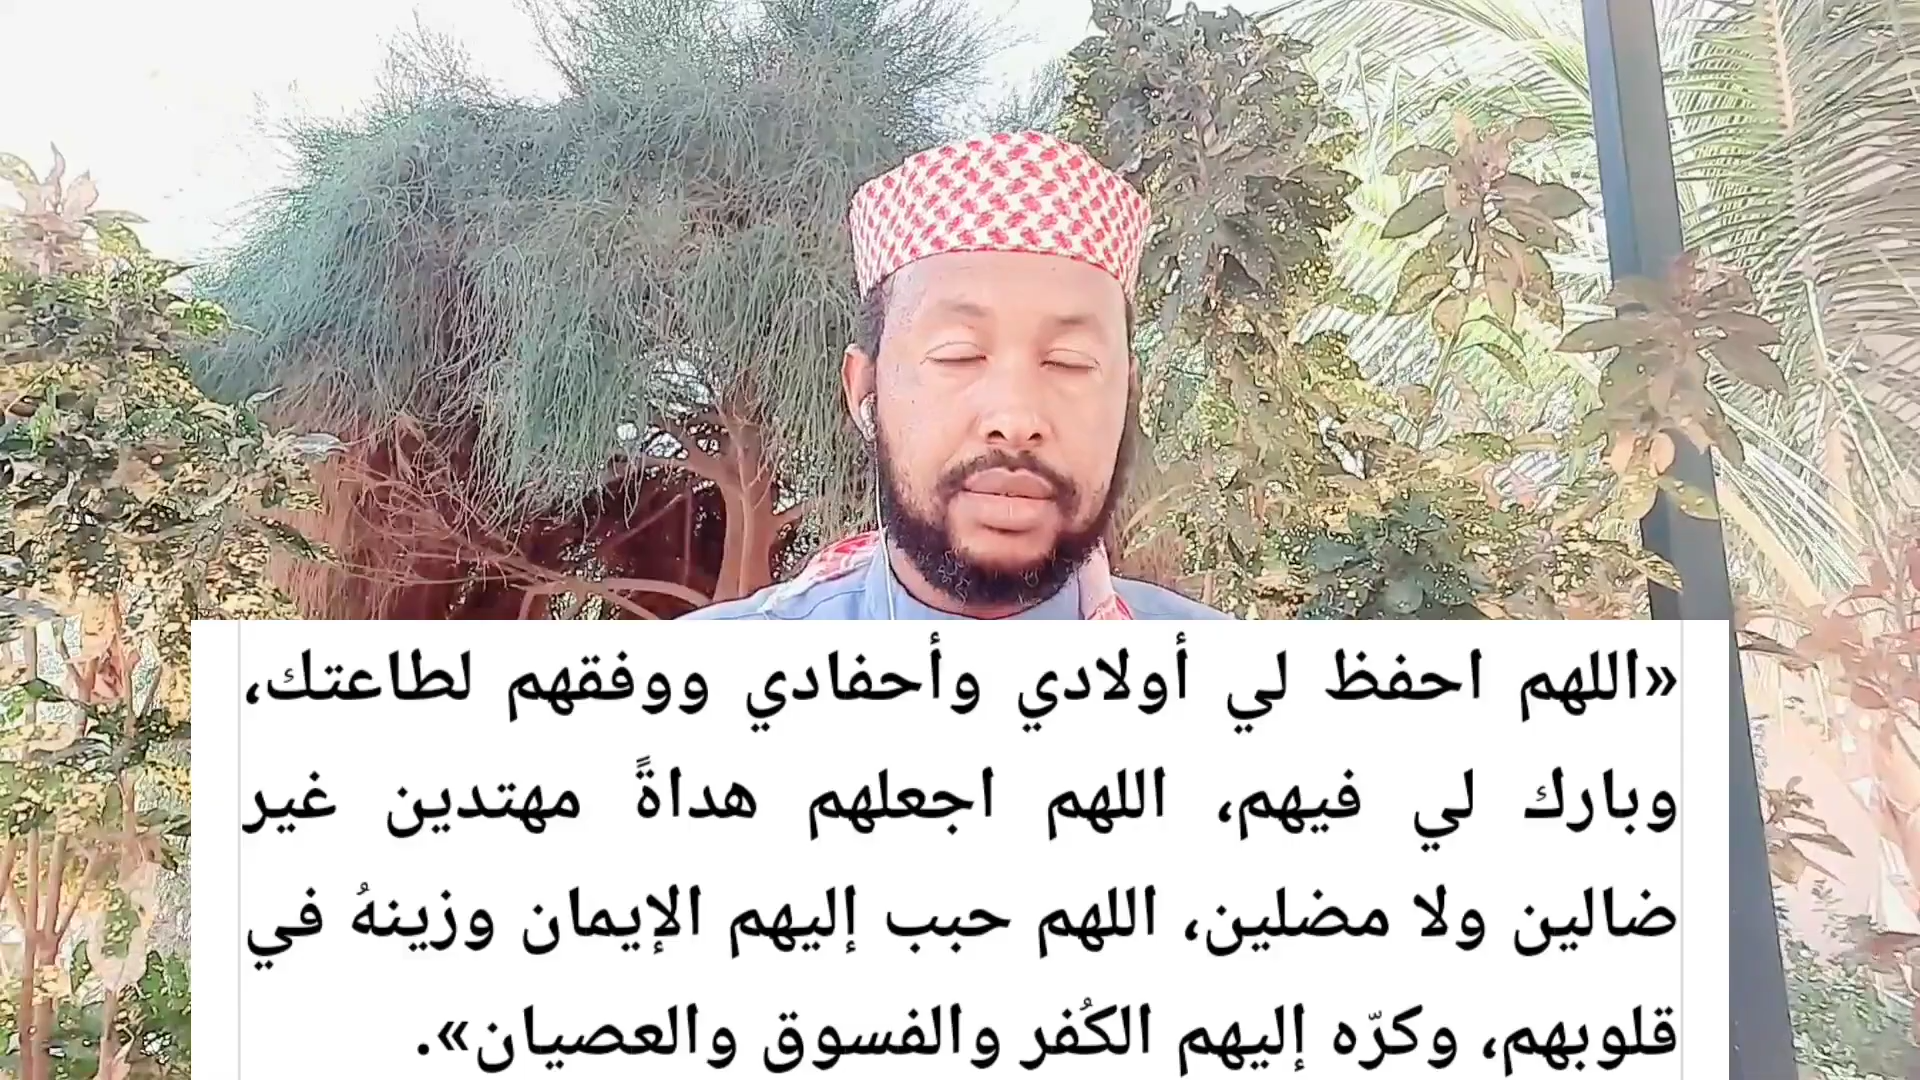 «اللهم احفظ لي أولادي وأحفادي ووفقهم لطاعتك،
وبارك لي فيهم، اللهم اجعلهم هداةً مهتدين غير
ضالين ولا مضلين، اللهم حبب إليهم الإيمان وزينهُ في
قلوبهم، وكرّه إليهم الكُفر والفسوق والعصيان».